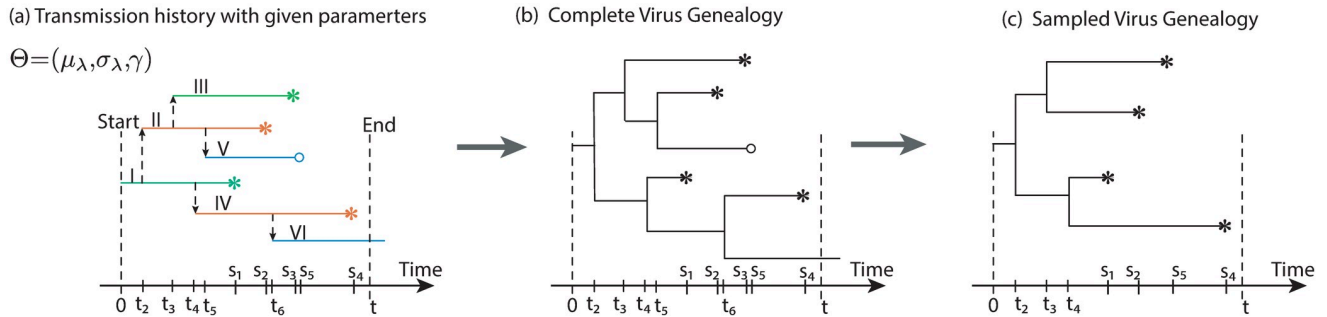 (a) Transmission history with given paramerters
Θ=(μλ,σλ,γ)
Start
End
III
II
V
I
IV
VI
S₁ S₂ S₃ S₅ S₄ Time
0 t₂ t₃ t₄ t₅ t₆ t
(b) Complete Virus Genealogy
S₁ S₂ S₃ S₅ S₄ Time
0 t₂ t₃ t₄ t₅ t₆ t
(c) Sampled Virus Genealogy
S₁ S₂ S₅ S₄ Time
0 t₂ t₃ t₄ t